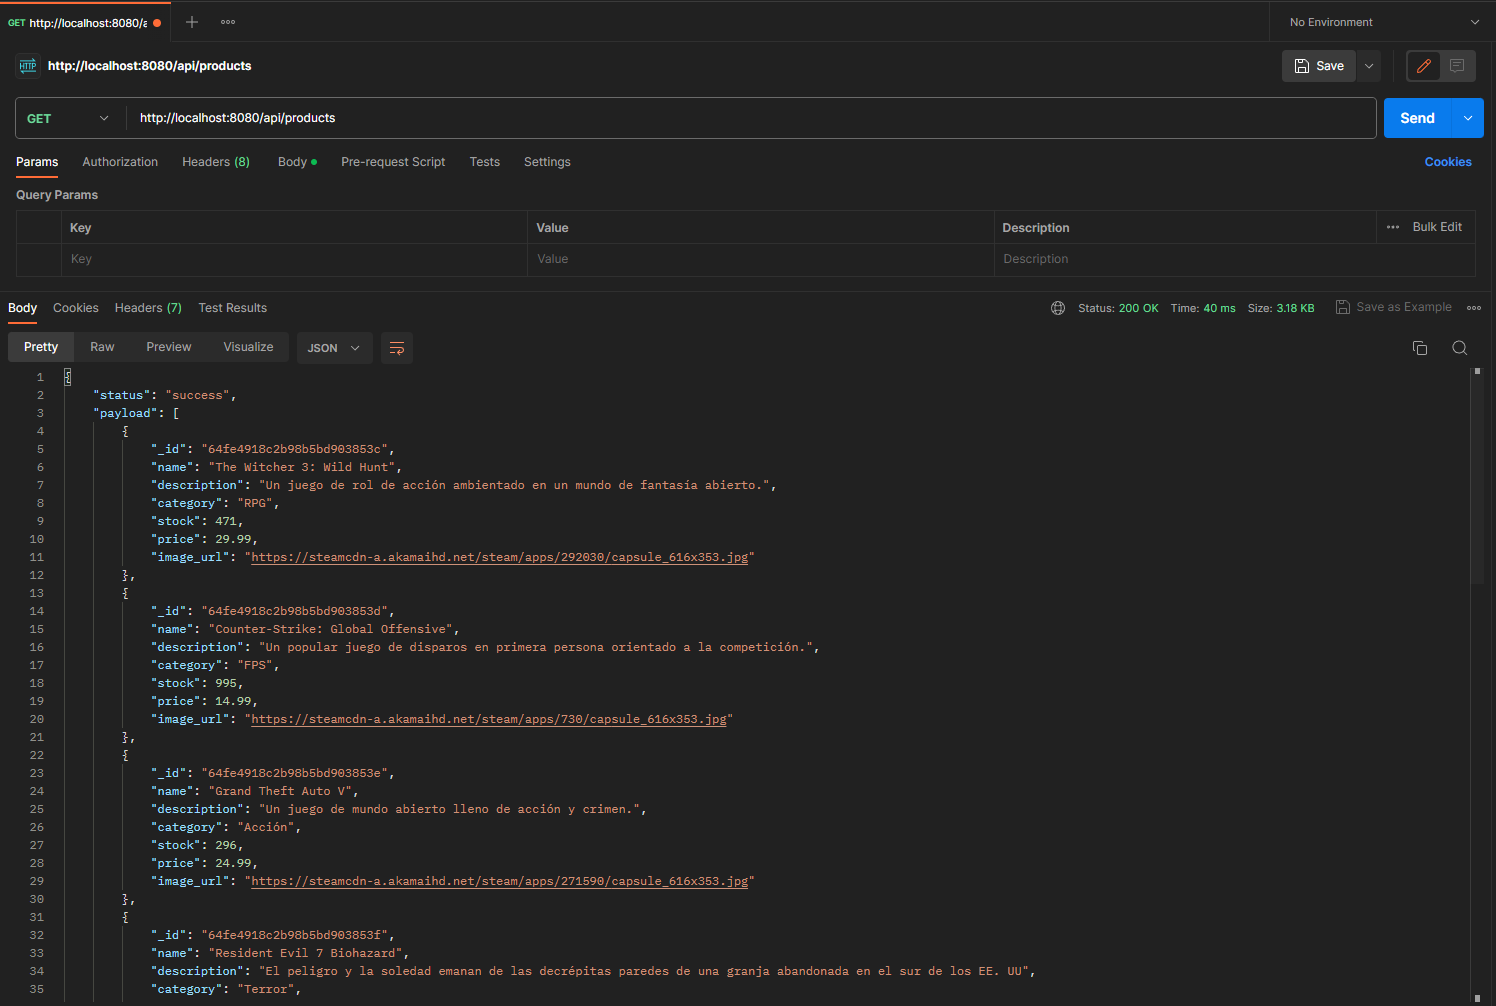 GET http://localhost:8080/a
No Environment
HTTP http://localhost:8080/api/products
Save
GET http://localhost:8080/api/products
Send
Params Authorization Headers (8) Body Pre-request Script Tests Settings Cookies
Query Params
Key Value Description Bulk Edit
Key Value Description
Body Cookies Headers (7) Test Results Status: 200 OK Time: 40 ms Size: 3.18 KB Save as Example
Pretty Raw Preview Visualize JSON
1 {
2 "status": "success",
3 "payload": [
4 {
5 "_id": "64fe4918c2b98b5bd903853c",
6 "name": "The Witcher 3: Wild Hunt",
7 "description": "Un juego de rol de acción ambientado en un mundo de fantasía abierto.",
8 "category": "RPG",
9 "stock": 471,
10 "price": 29.99,
11 "image_url": "https://steamcdn-a.akamaihd.net/steam/apps/292030/capsule_616x353.jpg"
12 },
13 {
14 "_id": "64fe4918c2b98b5bd903853d",
15 "name": "Counter-Strike: Global Offensive",
16 "description": "Un popular juego de disparos en primera persona orientado a la competición.",
17 "category": "FPS",
18 "stock": 995,
19 "price": 14.99,
20 "image_url": "https://steamcdn-a.akamaihd.net/steam/apps/730/capsule_616x353.jpg"
21 },
22 {
23 "_id": "64fe4918c2b98b5bd903853e",
24 "name": "Grand Theft Auto V",
25 "description": "Un juego de mundo abierto lleno de acción y crimen.",
26 "category": "Acción",
27 "stock": 296,
28 "price": 24.99,
29 "image_url": "https://steamcdn-a.akamaihd.net/steam/apps/271590/capsule_616x353.jpg"
30 },
31 {
32 "_id": "64fe4918c2b98b5bd903853f",
33 "name": "Resident Evil 7 Biohazard",
34 "description": "El peligro y la soledad emanan de las decrépitas paredes de una granja abandonada en el sur de los EE. UU",
35 "category": "Terror",